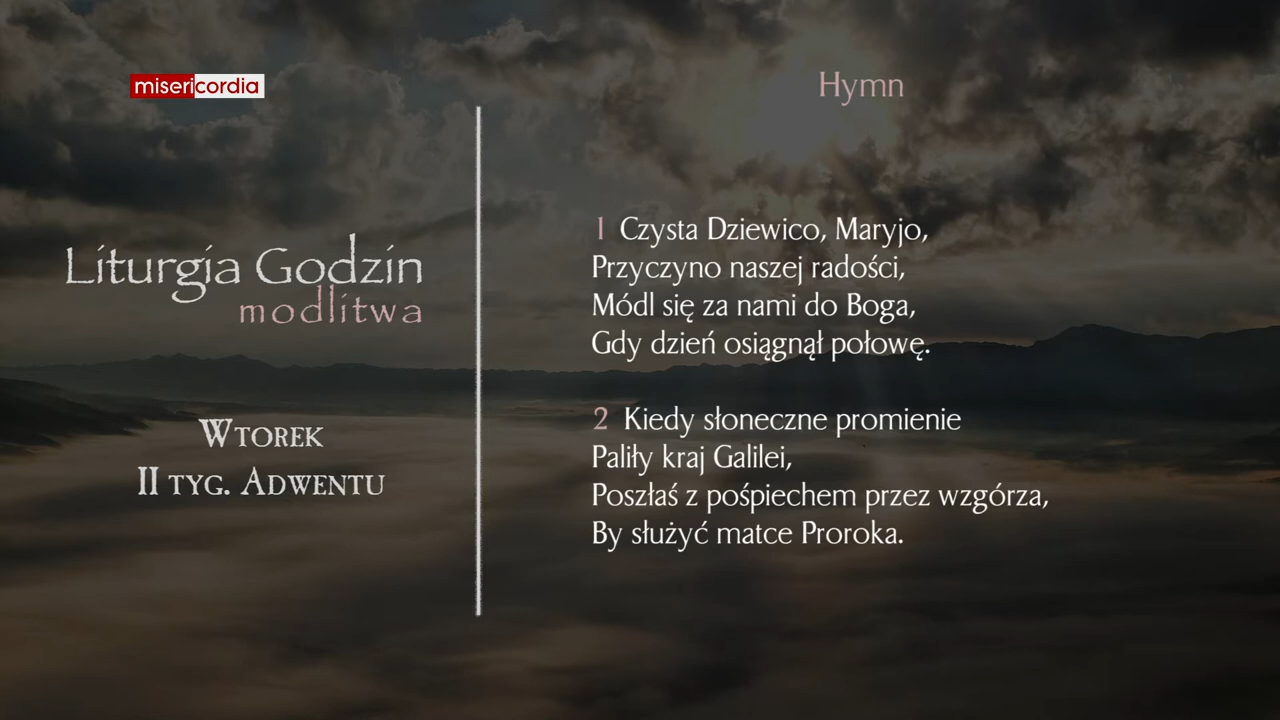 misericordia
Liturgia Godzin
modlitwa
Wtorek
II tyg. Adwentu
Hymn
1 Czysta Dziewico, Maryjo,
Przyczyno naszej radości,
Módl się za nami do Boga,
Gdy dzień osiągnął połowę.
2 Kiedy słoneczne promienie
Paliły kraj Galilei,
Poszłaś z pośpiechem przez wzgórza,
By służyć matce Proroka.